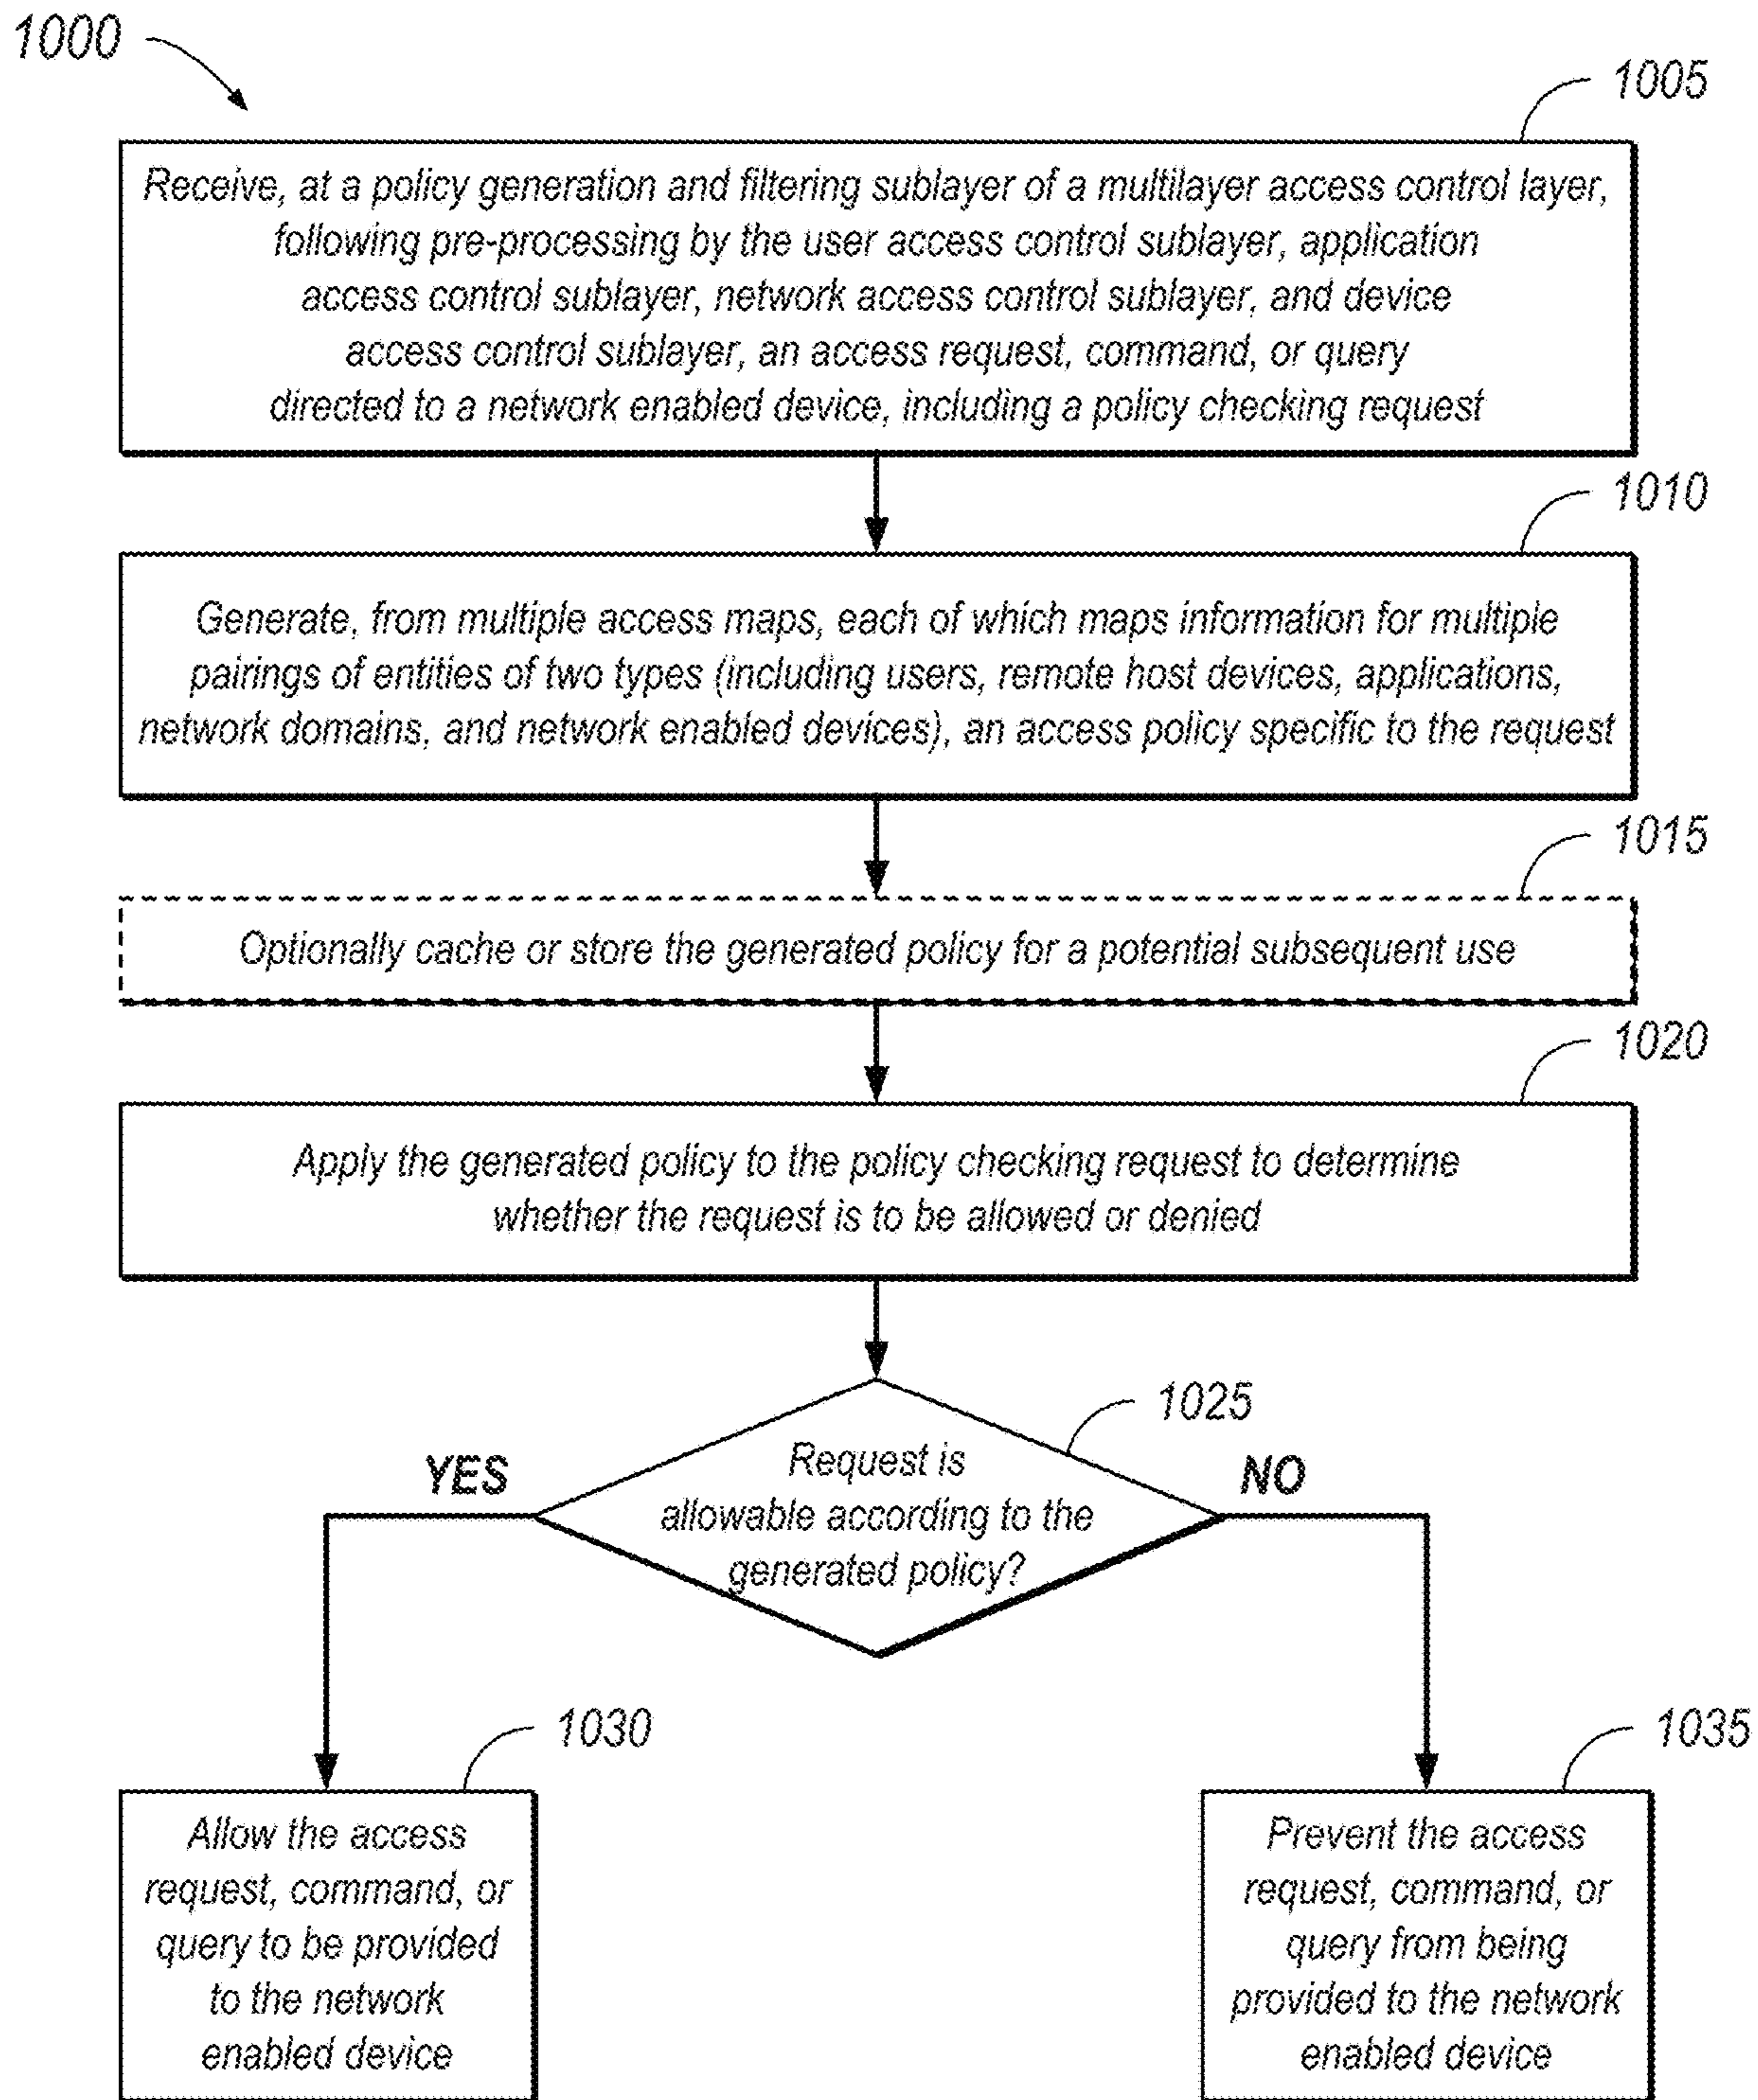 1000
1005
Receive, at a policy generation and filtering sublayer of a multilayer access control layer,
following pre-processing by the user access control sublayer, application
access control sublayer, network access control sublayer, and device
access control sublayer, an access request, command, or query
directed to a network enabled device, including a policy checking request
1010
Generate, from multiple access maps, each of which maps information for multiple
pairings of entities of two types (including users, remote host devices, applications,
network domains, and network enabled devices), an access policy specific to the request
1015
Optionally cache or store the generated policy for a potential subsequent use
1020
Apply the generated policy to the policy checking request to determine
whether the request is to be allowed or denied
1025
YES
NO
Request is
allowable according to the
generated policy?
1030
Allow the access
request, command, or
query to be provided
to the network
enabled device
1035
Prevent the access
request, command, or
query from being
provided to the network
enabled device